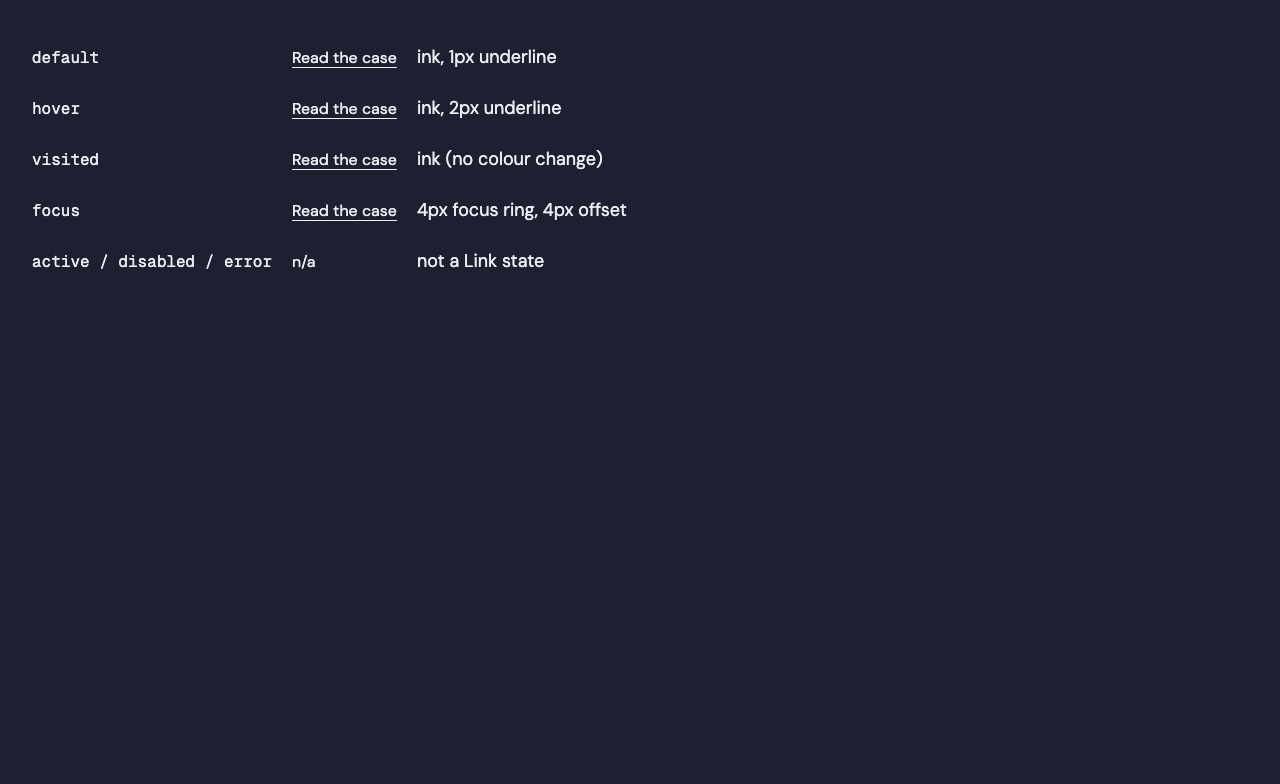 default Read the case ink, 1px underline
hover Read the case ink, 2px underline
visited Read the case ink (no colour change)
focus Read the case 4px focus ring, 4px offset
active / disabled / error n/a not a Link state